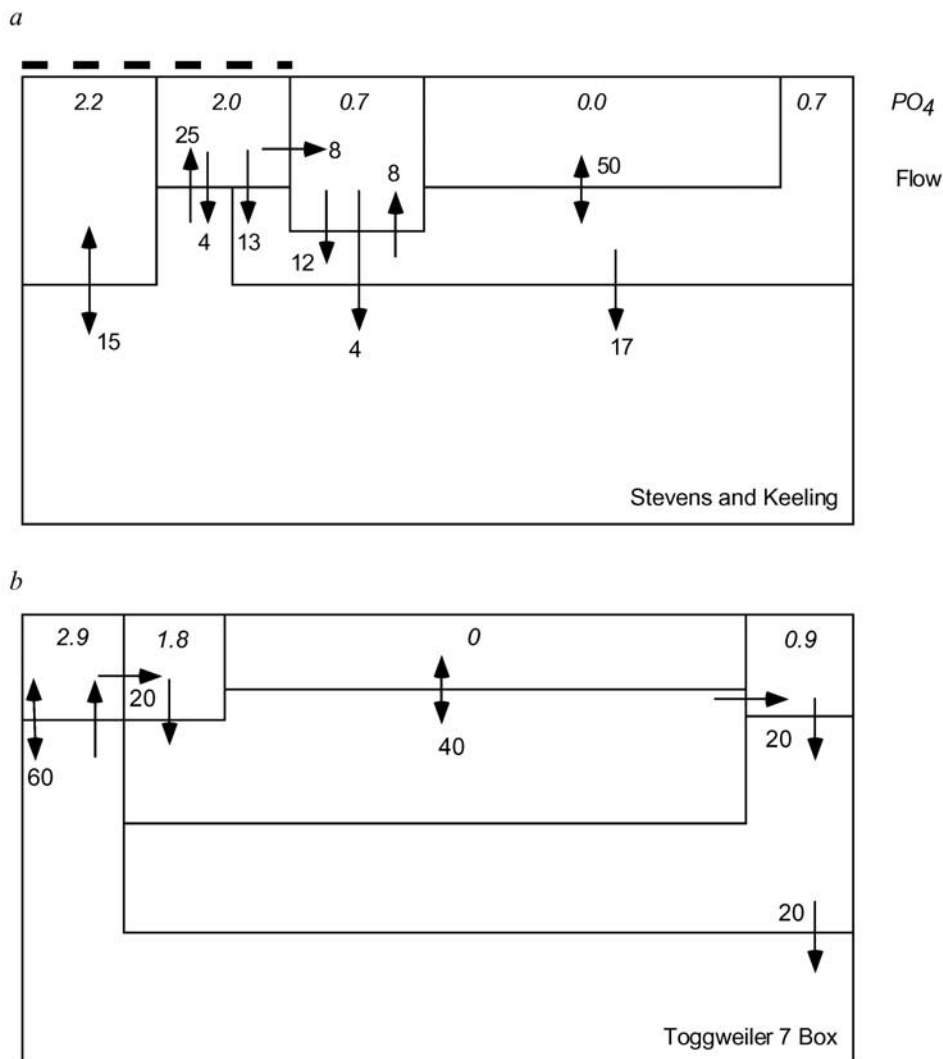 a
2.2 2.0 0.7 0.0 0.7 PO4
25 8 50
8 Flow
4 13 12
15 4 17
Stevens and Keeling
b
2.9 1.8 0 0.9
20
60 40 20
20
Toggweiler 7 Box